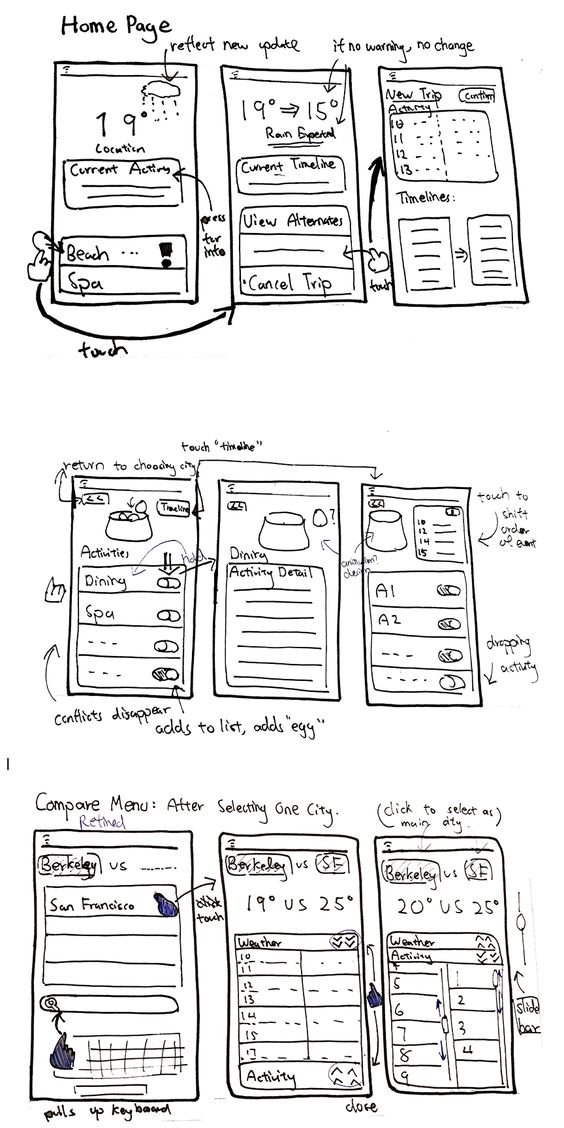 Home Page
reflect new update
if no warning, no change
19°
Location
Current Actives
press for info
Beach ...
Spa
touch
19° ⇒ 15°
Rain Expected
Current Timeline
View Alternates
Cancel Trip
touch
New Trip
Confirm
Activity
10
11
12
13
Timelines:
touch "timeline"
return to choosing city
<<
Timeline
Activities
hold
Dining
Spa
conflicts disappear
adds to list, adds "egg"
<<
?
Dining
Activity Detail
<<
10
12
14
15
A1
A2
touch to
shift
order
of event
dropping
activity
Compare Menu: After Selecting One City.
Refined
Berkeley vs
San Francisco
click
touch
pulls up keyboard
Berkeley vs SF
19° VS 25°
Weather
10
11
12
13
14
15
17
Activity
close
(click to select as)
main city
Berkeley vs SF
20° VS 25°
Weather
Activity
5
6
7
8
9
1
2
3
4
slide
bar